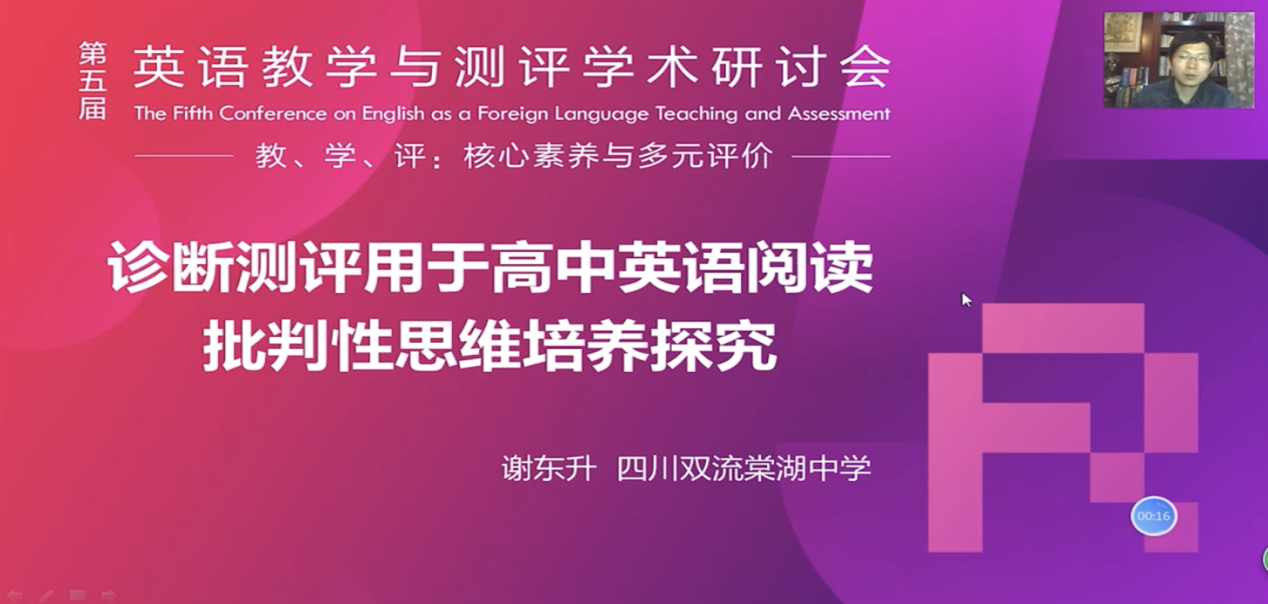 第五届
英语教学与测评学术研讨会
The Fifth Conference on English as a Foreign Language Teaching and Assessment
教、学、评：核心素养与多元评价
诊断测评用于高中英语阅读
批判性思维培养探究
谢东升 四川双流棠湖中学
00:16